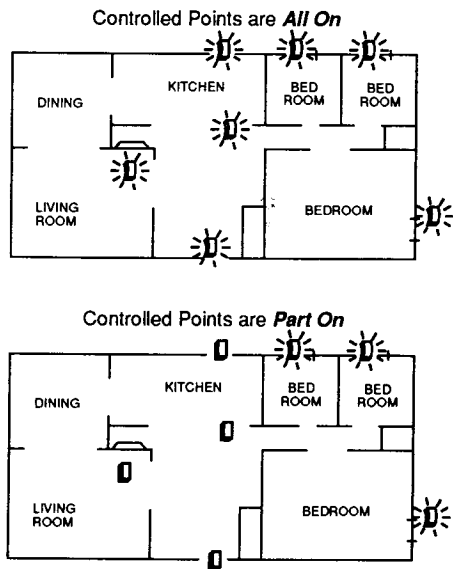 Controlled Points are All On
KITCHEN
BED
ROOM
BED
ROOM
DINING
LIVING
ROOM
BEDROOM
Controlled Points are Part On
KITCHEN
BED
ROOM
BED
ROOM
DINING
LIVING
ROOM
BEDROOM